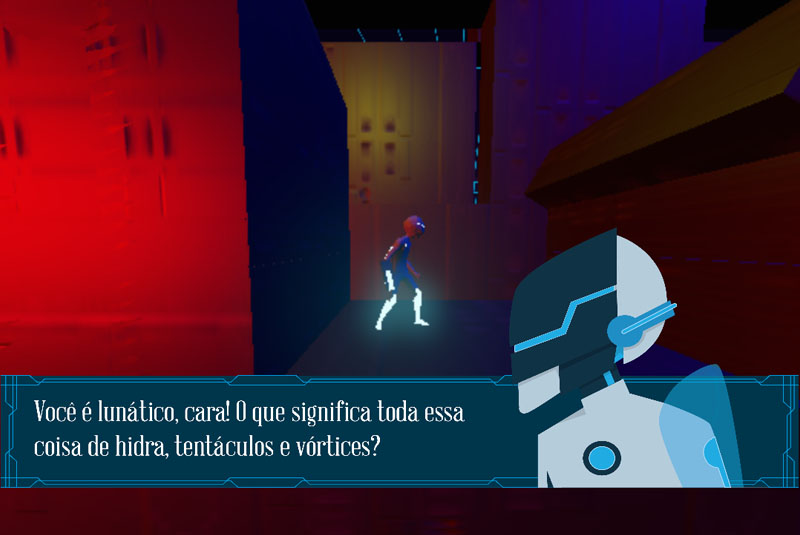 Você é lunático, cara! O que significa toda essa
coisa de hidra, tentáculos e vórtices?